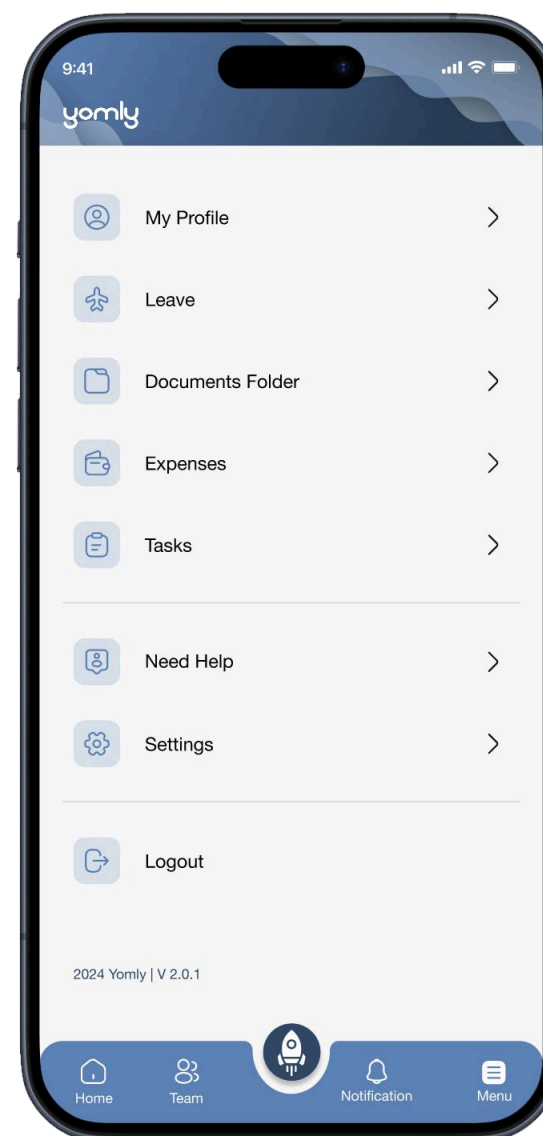 9:41
yomly
My Profile
Leave
Documents Folder
Expenses
Tasks
Need Help
Settings
Logout
2024 Yomly | V 2.0.1
Home
Team
Notification
Menu